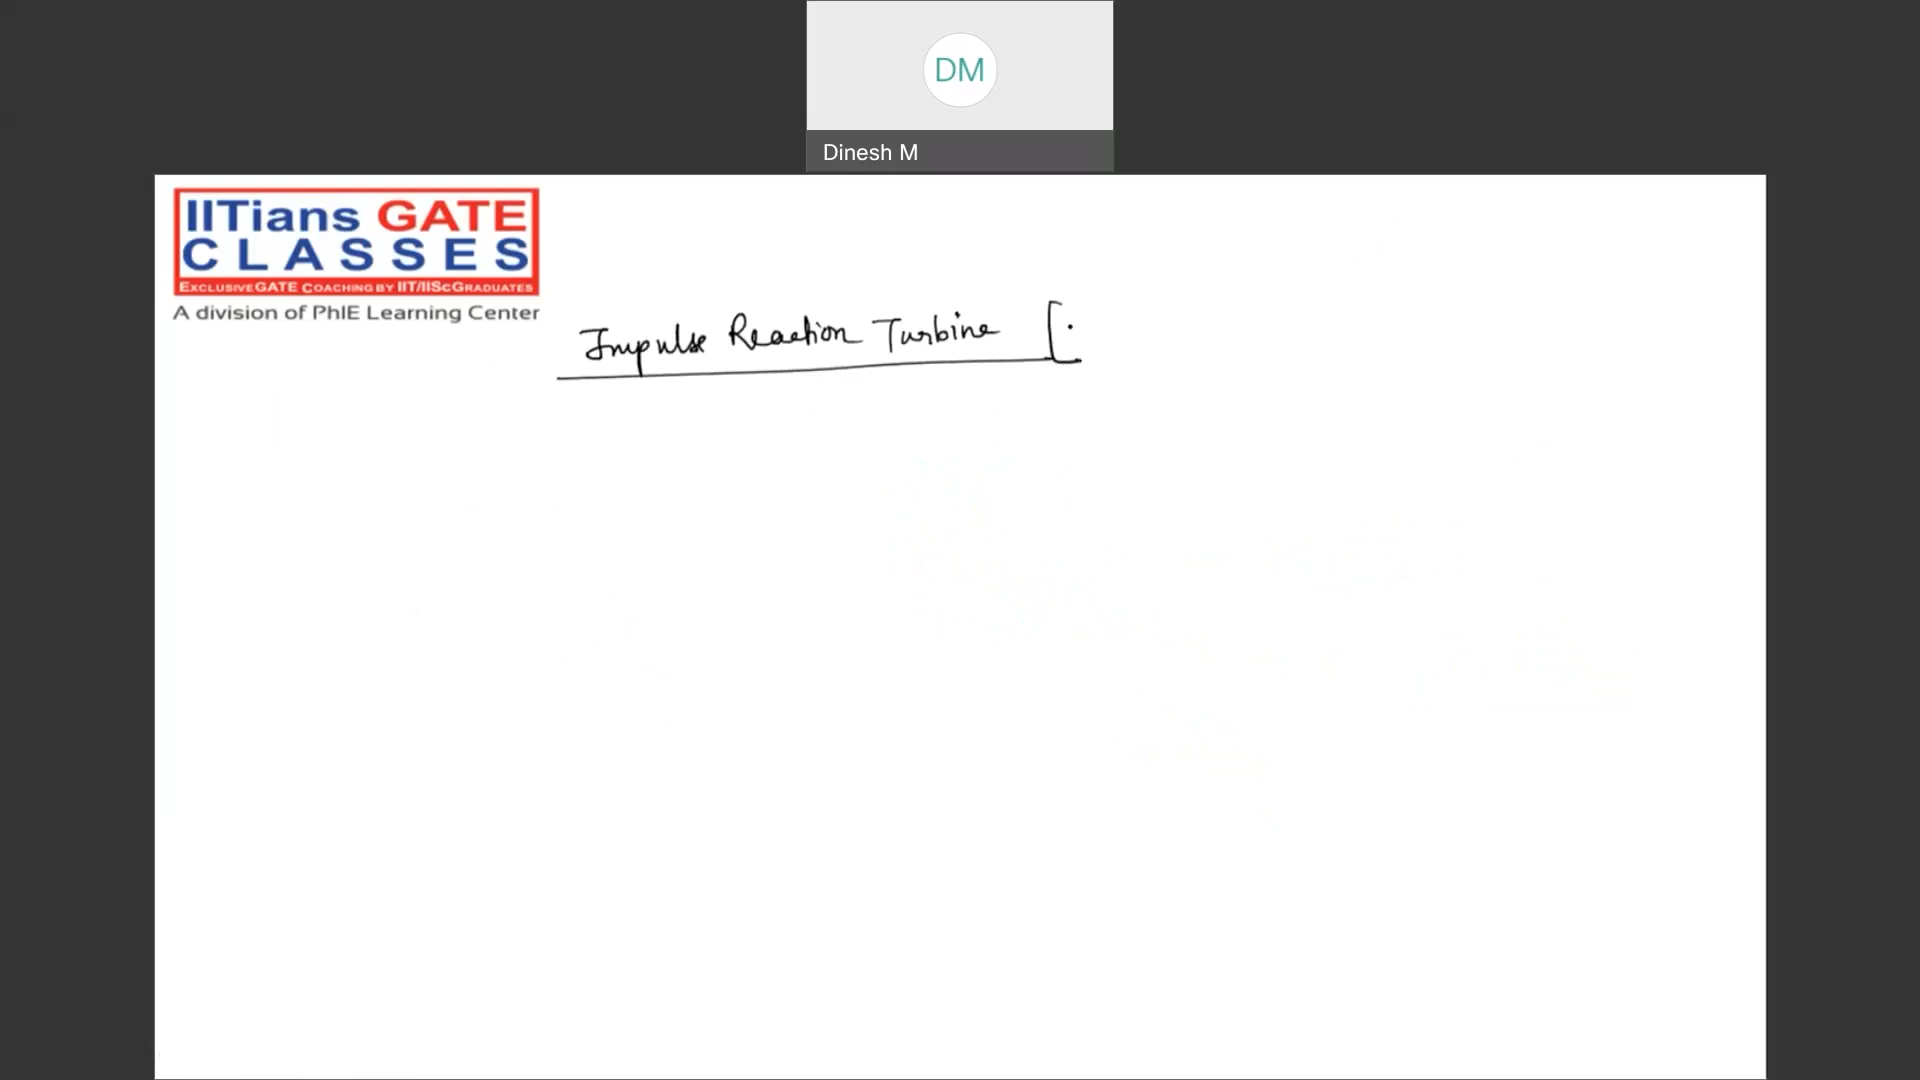 DM
Dinesh M
IITians GATE
CLASSES
EXCLUSIVE GATE COACHING BY IIT/IISc GRADUATES
A division of PhIE Learning Center
Impulse Reaction Turbine [.